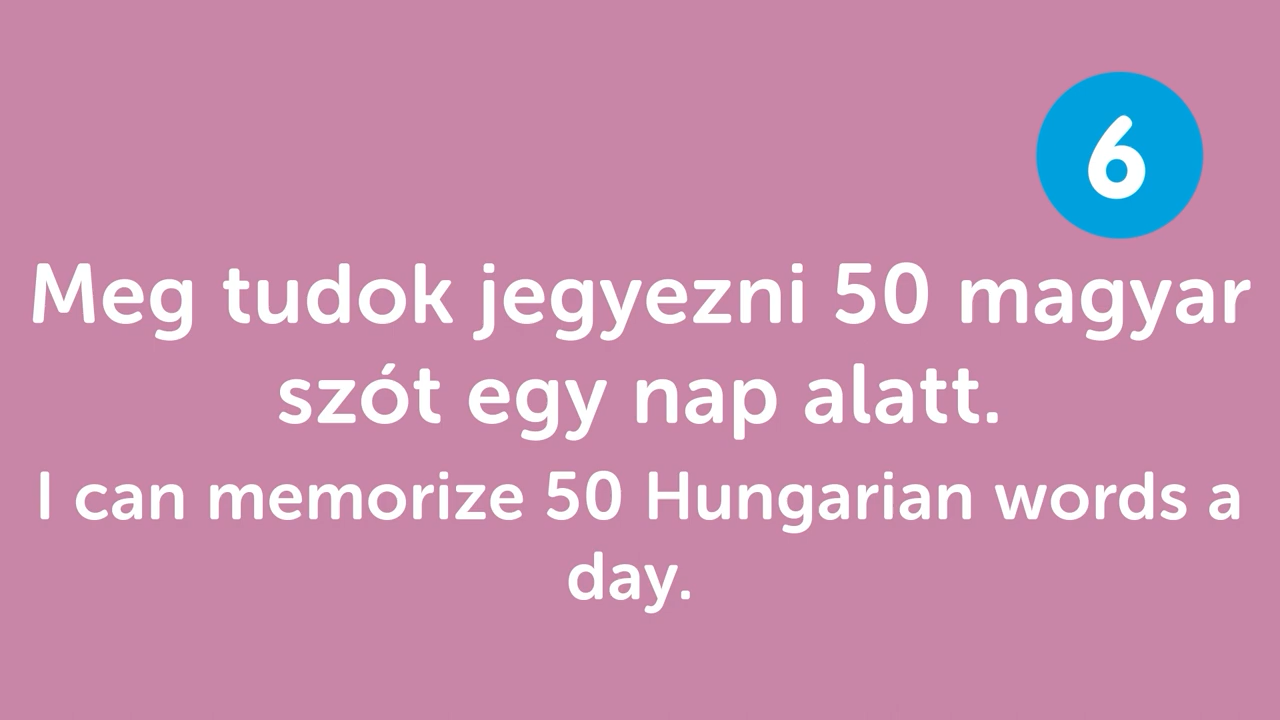 6
Meg tudok jegyezni 50 magyar
szót egy nap alatt.
I can memorize 50 Hungarian words a
day.